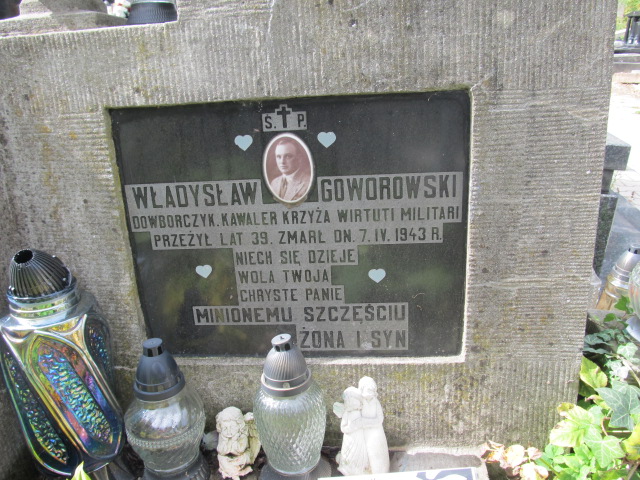 Ś. P.
WŁADYSŁAW GOWOROWSKI
DOWBORCZYK. KAWALER KRZYŻA WIRTUTI MILITARI
PRZEŻYŁ LAT 39. ZMARŁ DN. 7. IV. 1943 R.
NIECH SIĘ DZIEJE
WOLA TWOJA
CHRYSTE PANIE
MINIONEMU SZCZĘŚCIU
ŻONA I SYN